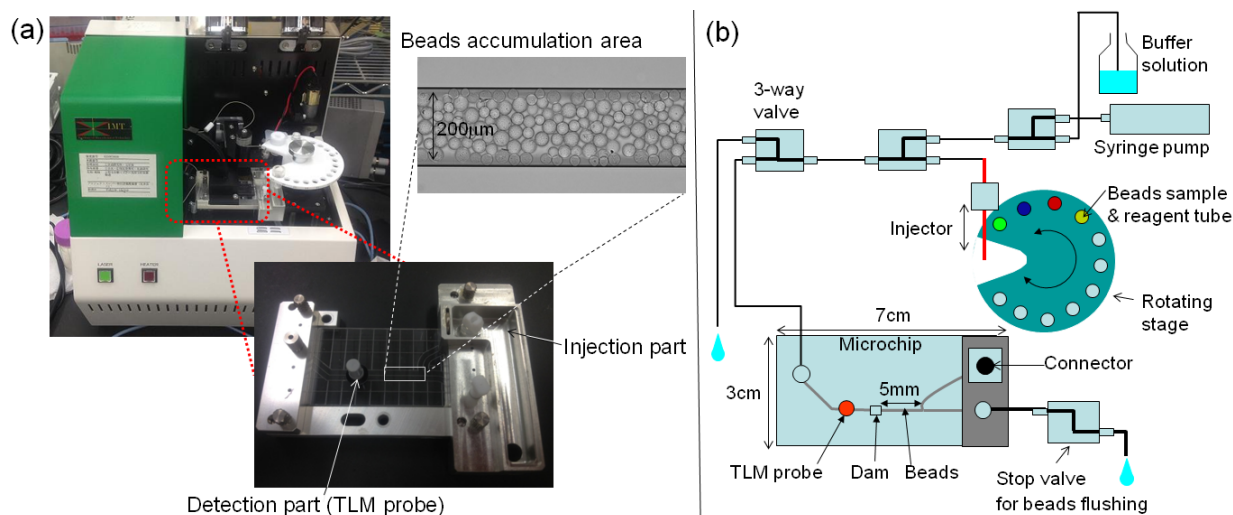 (a)
Beads accumulation area
200μm
IMT
LASER
HEATER
Injection part
Detection part (TLM probe)
(b)
Buffer
solution
3-way
valve
Syringe pump
Beads sample
& reagent tube
Injector
Rotating
stage
7cm
Microchip
3cm
5mm
Connector
TLM probe
Dam
Beads
Stop valve
for beads flushing